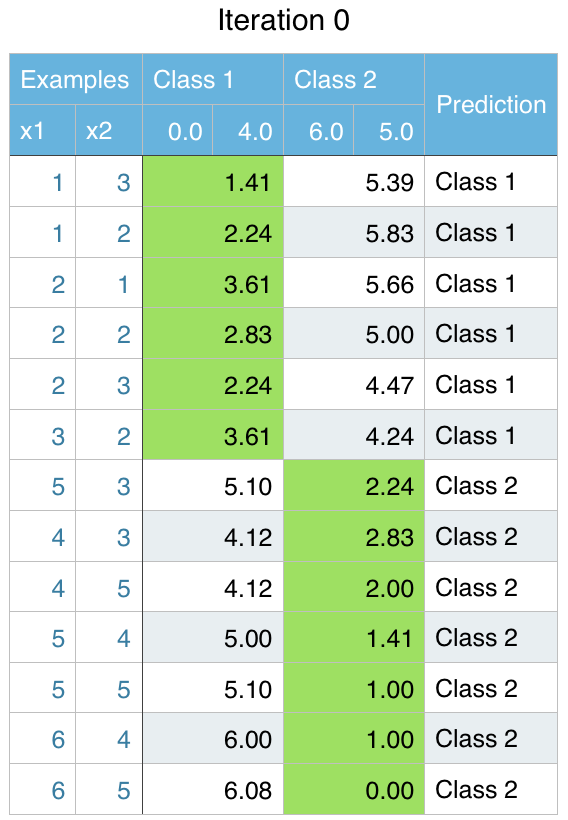 Iteration 0
Examples Class 1 Class 2 Prediction
x1 x2 0.0 4.0 6.0 5.0
1 3 1.41 5.39 Class 1
1 2 2.24 5.83 Class 1
2 1 3.61 5.66 Class 1
2 2 2.83 5.00 Class 1
2 3 2.24 4.47 Class 1
3 2 3.61 4.24 Class 1
5 3 5.10 2.24 Class 2
4 3 4.12 2.83 Class 2
4 5 4.12 2.00 Class 2
5 4 5.00 1.41 Class 2
5 5 5.10 1.00 Class 2
6 4 6.00 1.00 Class 2
6 5 6.08 0.00 Class 2